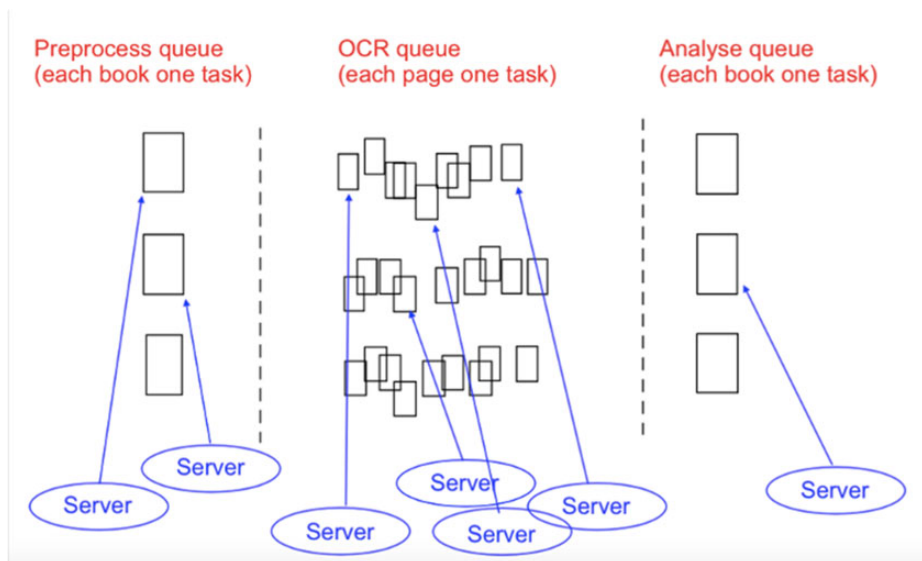 Preprocess queue
(each book one task)
OCR queue
(each page one task)
Analyse queue
(each book one task)
Server
Server
Server
Server
Server
Server
Server